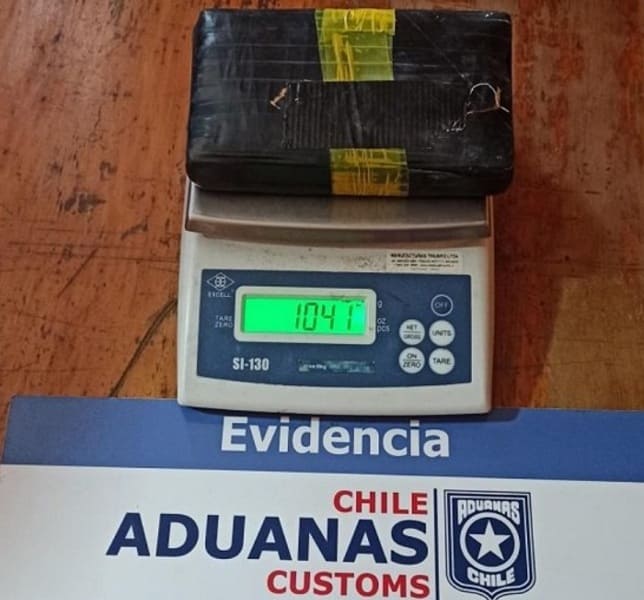 EXCELL
TARE
ZERO
1041
g
OZ
PCS
OFF
NET
GROSS
UNITS
ON
ZERO
TARE
SI-130
Evidencia
CHILE
ADUANAS
CUSTOMS
ADUANAS
CHILE